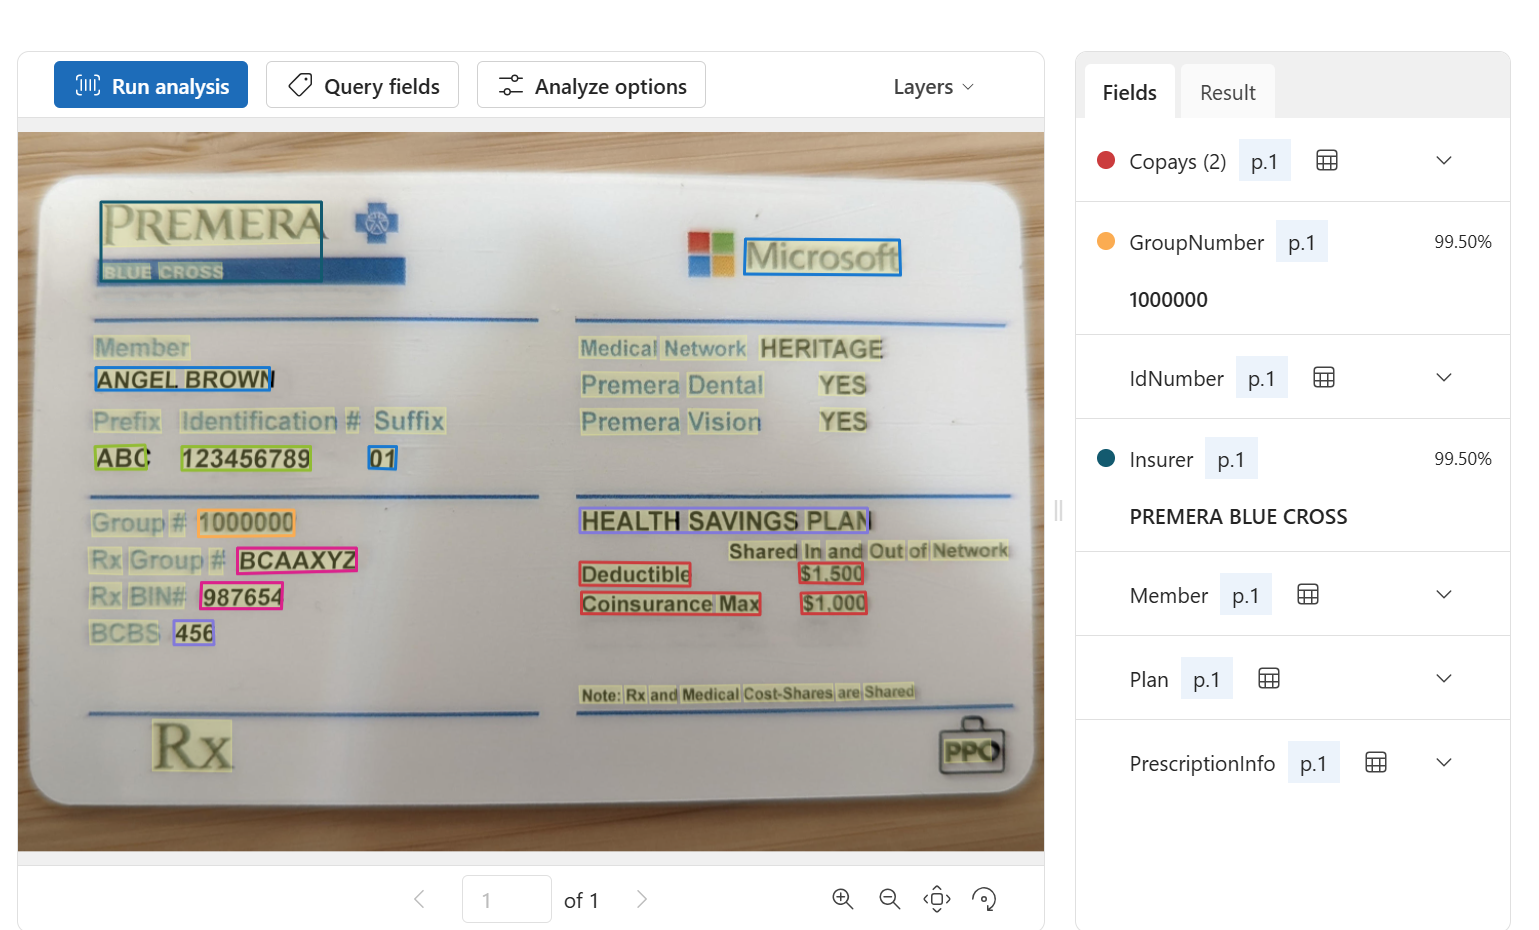 Run analysis
Query fields
Analyze options
Layers
PREMERA
BLUE CROSS
Microsoft
Member
ANGEL BROWN
Prefix Identification # Suffix
ABC 123456789 01
Group # 1000000
Rx Group # BCAAXYZ
Rx BIN# 987654
BCBS 456
Rx
Medical Network HERITAGE
Premera Dental YES
Premera Vision YES
HEALTH SAVINGS PLAN
Shared In and Out of Network
Deductible $1,500
Coinsurance Max $1,000
Note: Rx and Medical Cost-Shares are Shared
PPO
1 of 1
Fields Result
Copays (2) p.1
GroupNumber p.1 99.50%
1000000
IdNumber p.1
Insurer p.1 99.50%
PREMERA BLUE CROSS
Member p.1
Plan p.1
PrescriptionInfo p.1